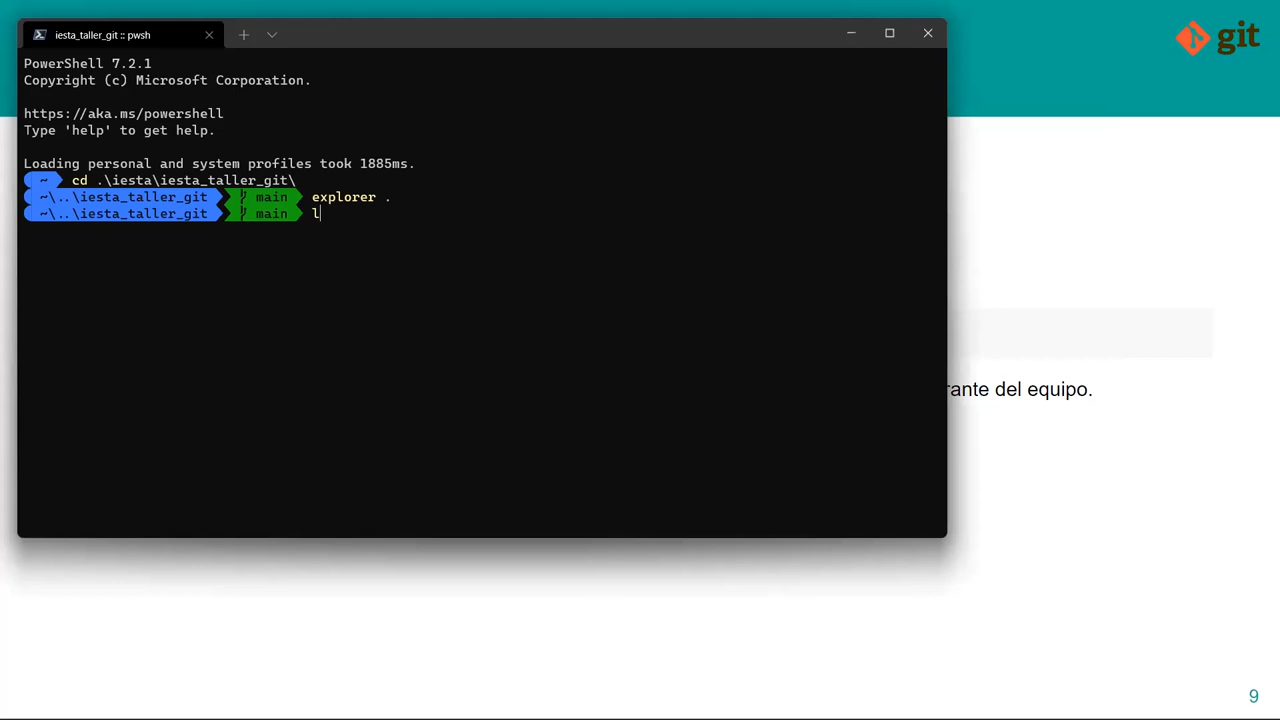 iesta_taller_git :: pwsh
git
PowerShell 7.2.1
Copyright (c) Microsoft Corporation.
https://aka.ms/powershell
Type 'help' to get help.
Loading personal and system profiles took 1885ms.
~ cd .\iesta\iesta_taller_git\
~\..\iesta_taller_git main explorer .
~\..\iesta_taller_git main l
rante del equipo.
9